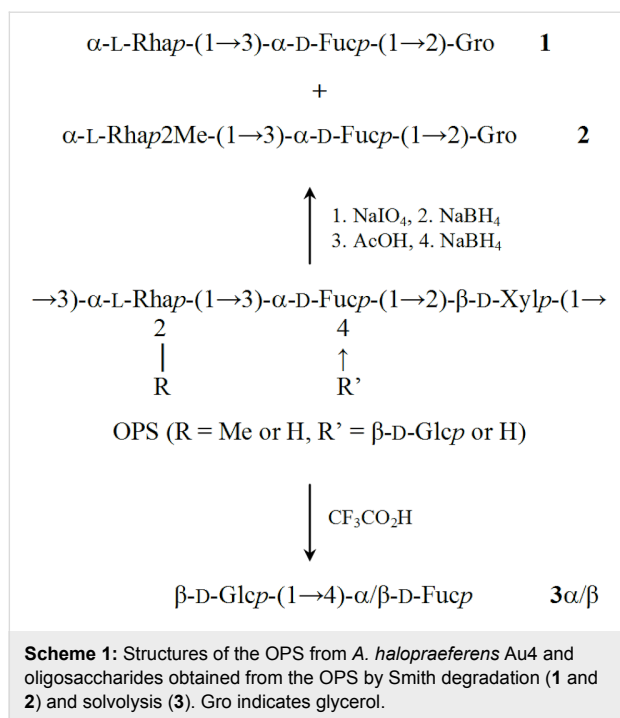 α-L-Rhap-(1→3)-α-D-Fucp-(1→2)-Gro 1
+
α-L-Rhap2Me-(1→3)-α-D-Fucp-(1→2)-Gro 2
1. NaIO₄, 2. NaBH₄
3. AcOH, 4. NaBH₄
→3)-α-L-Rhap-(1→3)-α-D-Fucp-(1→2)-β-D-Xylp-(1→
2 4
| ↑
R R’
OPS (R = Me or H, R’ = β-D-Glcp or H)
CF₃CO₂H
β-D-Glcp-(1→4)-α/β-D-Fucp 3α/β
Scheme 1: Structures of the OPS from A. halopraeferens Au4 and
oligosaccharides obtained from the OPS by Smith degradation (1 and
2) and solvolysis (3). Gro indicates glycerol.